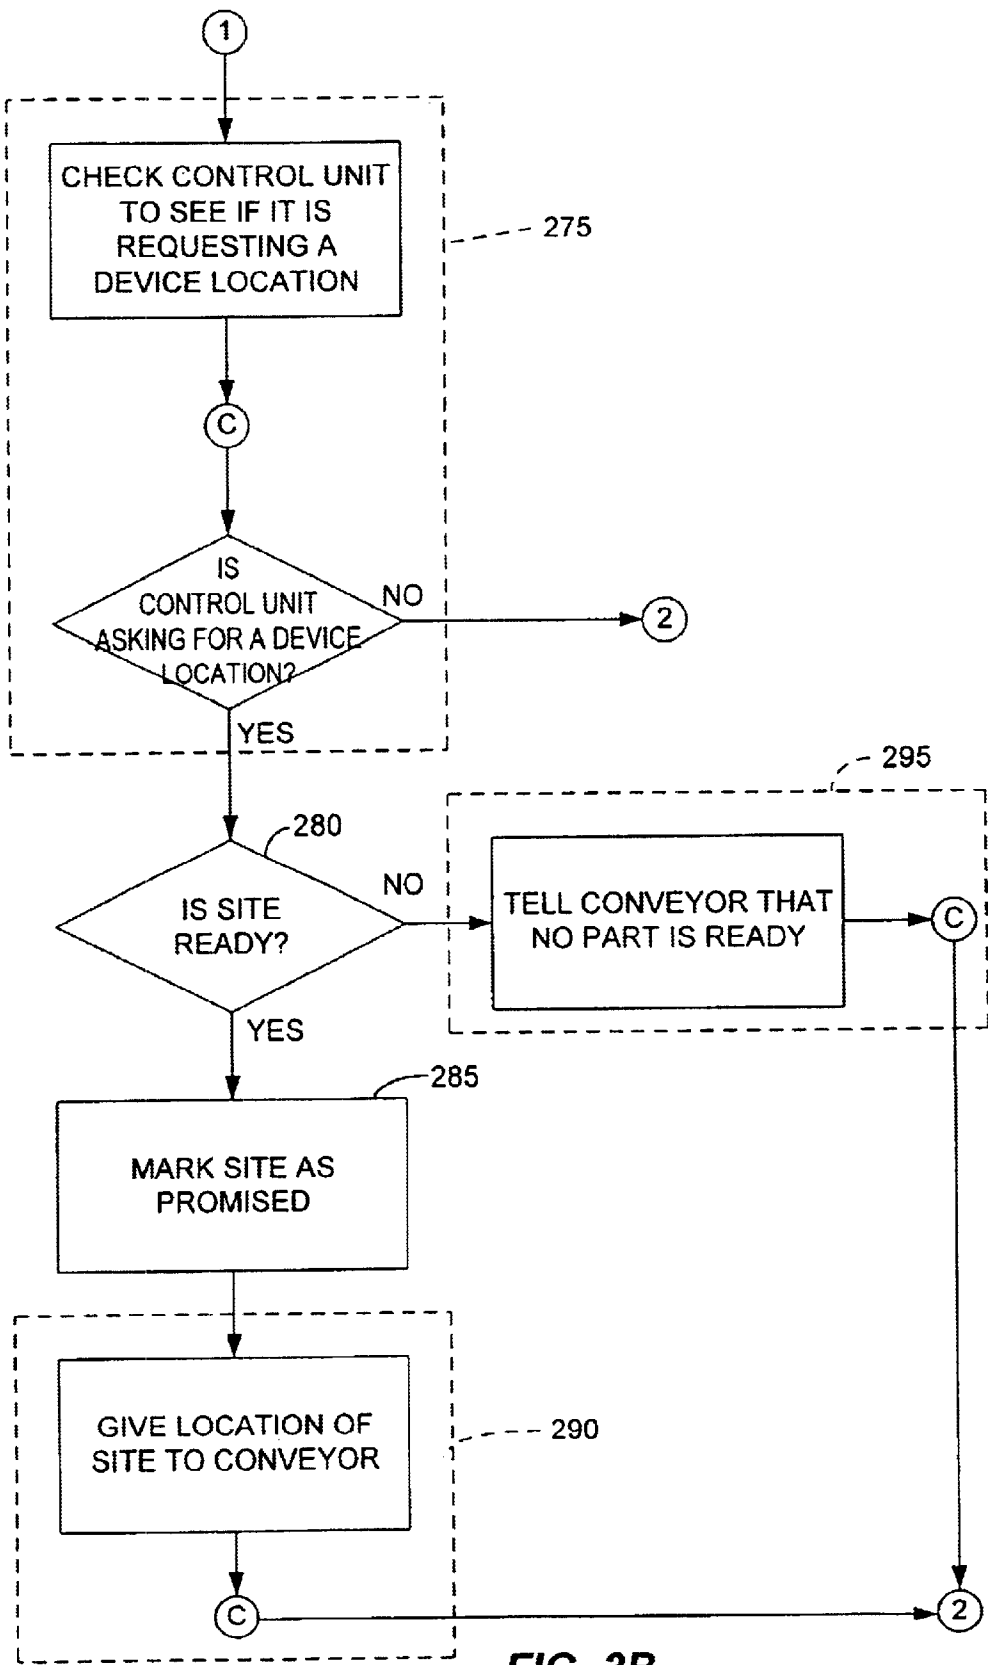 1
CHECK CONTROL UNIT
TO SEE IF IT IS
REQUESTING A
DEVICE LOCATION
275
C
IS
CONTROL UNIT
ASKING FOR A DEVICE
LOCATION?
NO
2
YES
295
280
IS SITE
READY?
NO
TELL CONVEYOR THAT
NO PART IS READY
C
YES
285
MARK SITE AS
PROMISED
GIVE LOCATION OF
SITE TO CONVEYOR
290
C
2